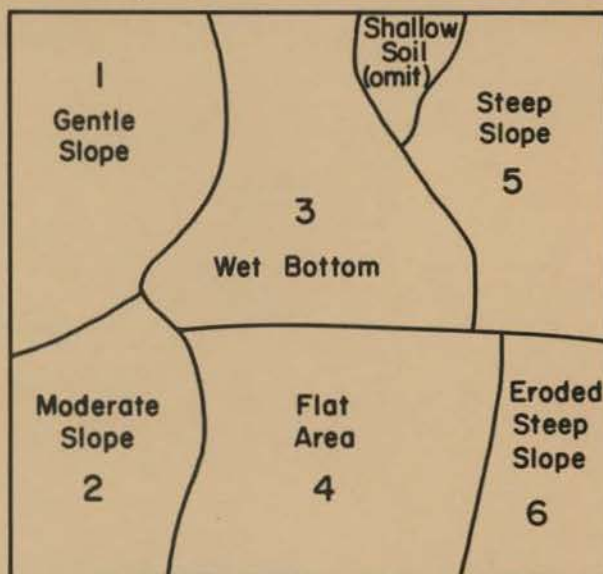 1
Gentle
Slope
Shallow
Soil
(omit)
Steep
Slope
5
3
Wet Bottom
Moderate
Slope
2
Flat
Area
4
Eroded
Steep
Slope
6